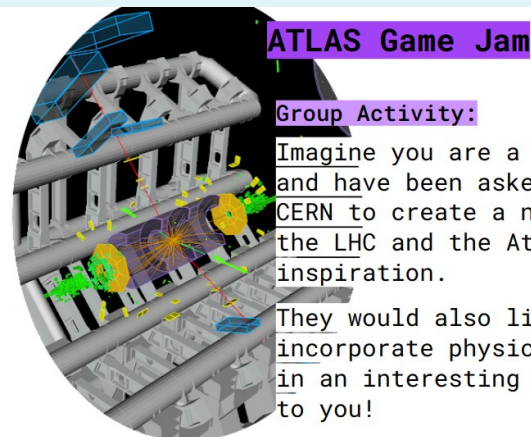 ATLAS Game Jam
Group Activity:
Imagine you are a
and have been aske
CERN to create a n
the LHC and the At
inspiration.
They would also li
incorporate physic
in an interesting
to you!